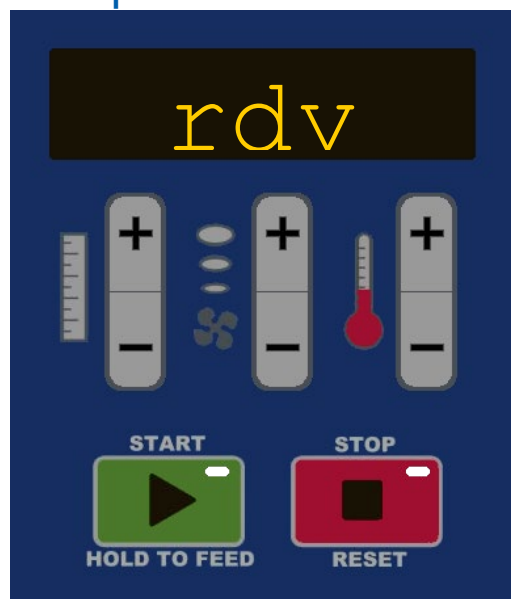 rdv
+ + +
− − −
START STOP
HOLD TO FEED RESET